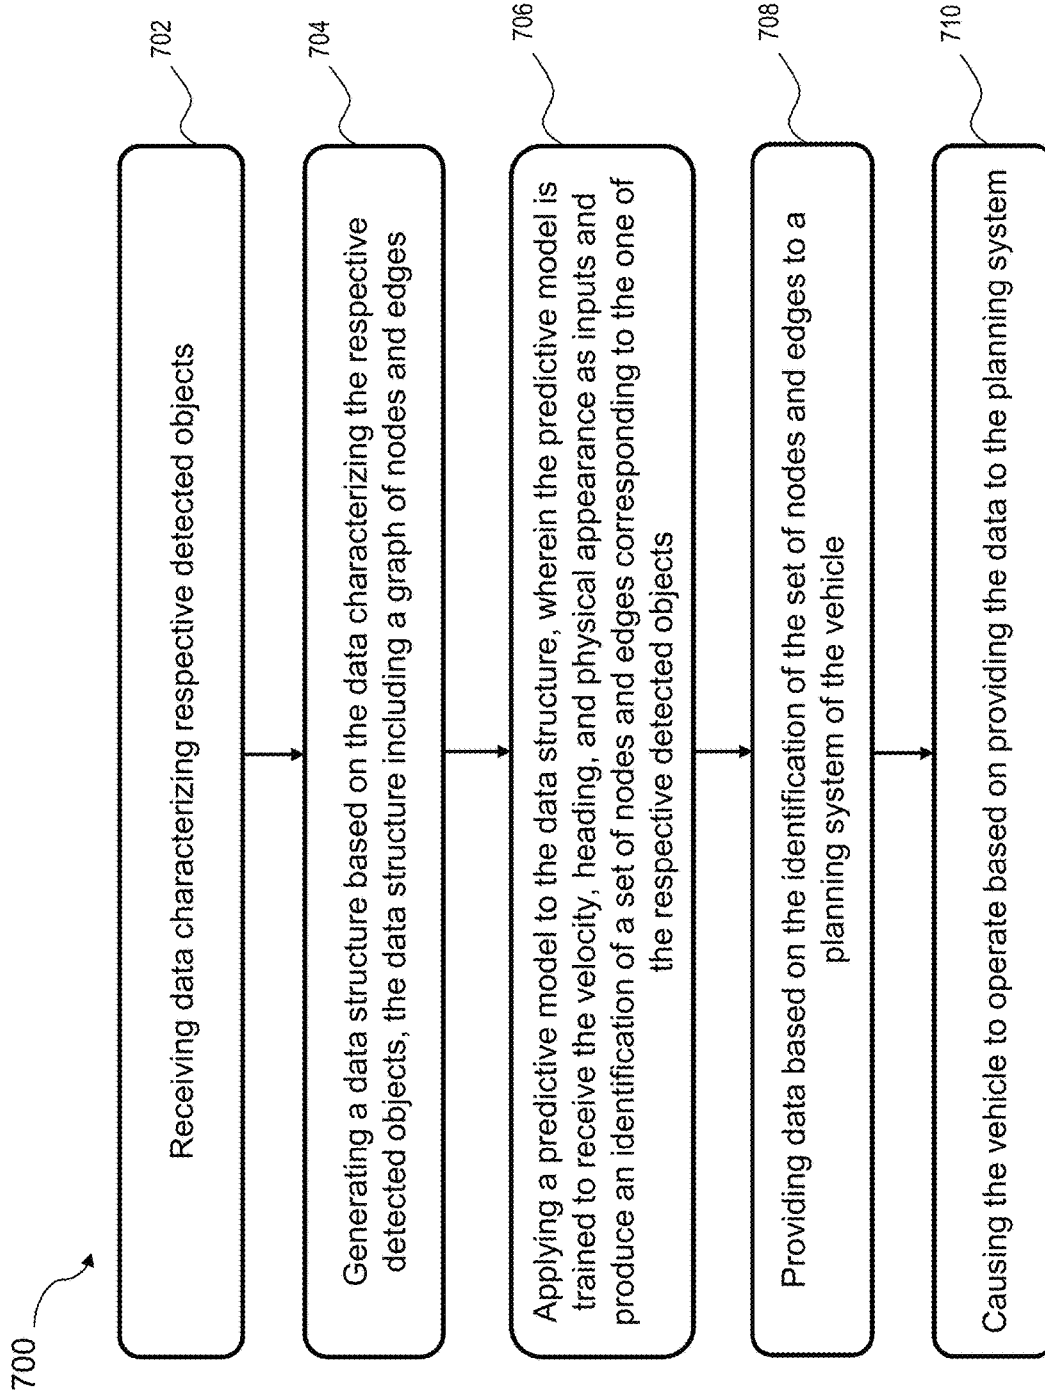 700
702
Receiving data characterizing respective detected objects
704
Generating a data structure based on the data characterizing the respective
detected objects, the data structure including a graph of nodes and edges
706
Applying a predictive model to the data structure, wherein the predictive model is
trained to receive the velocity, heading, and physical appearance as inputs and
produce an identification of a set of nodes and edges corresponding to the one of
the respective detected objects
708
Providing data based on the identification of the set of nodes and edges to a
planning system of the vehicle
710
Causing the vehicle to operate based on providing the data to the planning system